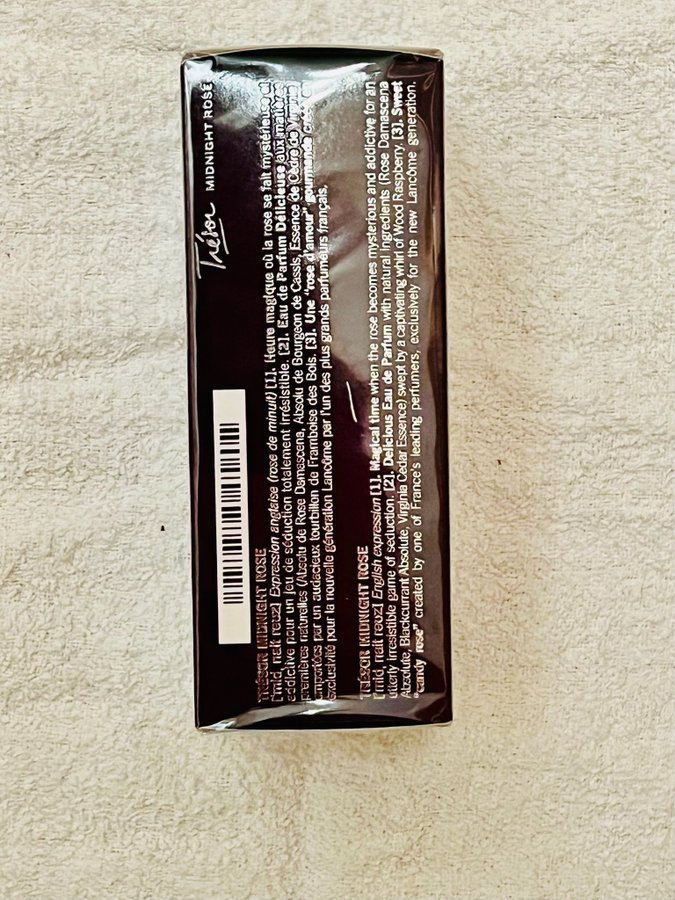 Trésor MIDNIGHT ROSE
TRÉSOR MIDNIGHT ROSE
[mid, naït reuz] Expression anglaise (rose de minuit) [1]. Heure magique où la rose se fait mystérieuse et
addictive pour un jeu de séduction totalement irrésistible. [2]. Eau de Parfum Délicieuse aux matières
premières naturelles (Absolu de Rose Damascena, Absolu de Bourgeon de Cassis, Essence de Cèdre de Virginie)
emportées par un audacieux tourbillon de Framboise des Bois. [3]. Une "rose d'amour" gourmande créée en
exclusivité pour la nouvelle génération Lancôme par l'un des plus grands parfumeurs français.
TRÉSOR MIDNIGHT ROSE
[mid, naït reuz] English expression [1]. Magical time when the rose becomes mysterious and addictive for an
utterly irresistible game of seduction. [2]. Delicious Eau de Parfum with natural ingredients (Rose Damascena
Absolute, Blackcurrant Absolute, Virginia Cedar Essence) swept by a captivating whirl of Wood Raspberry. [3]. Sweet
"candy rose" created by one of France's leading perfumers, exclusively for the new Lancôme generation.